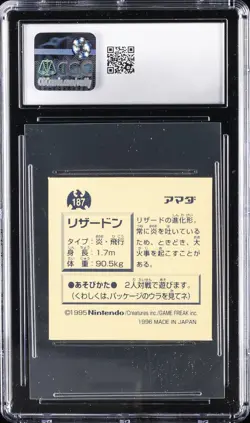 187
アマダ
リザードン
タイプ:炎・飛行
身長:1.7m
体重:90.5kg
リザードの進化形。
常に炎を吐いている
ため、ときどき、大
火事を起こすことが
ある。
●あそびかた● 2人対戦で遊びます。
(くわしくは、パッケージのウラを見てネ)
©1995 Nintendo/Creatures inc./GAME FREAK inc.
1996 MADE IN JAPAN